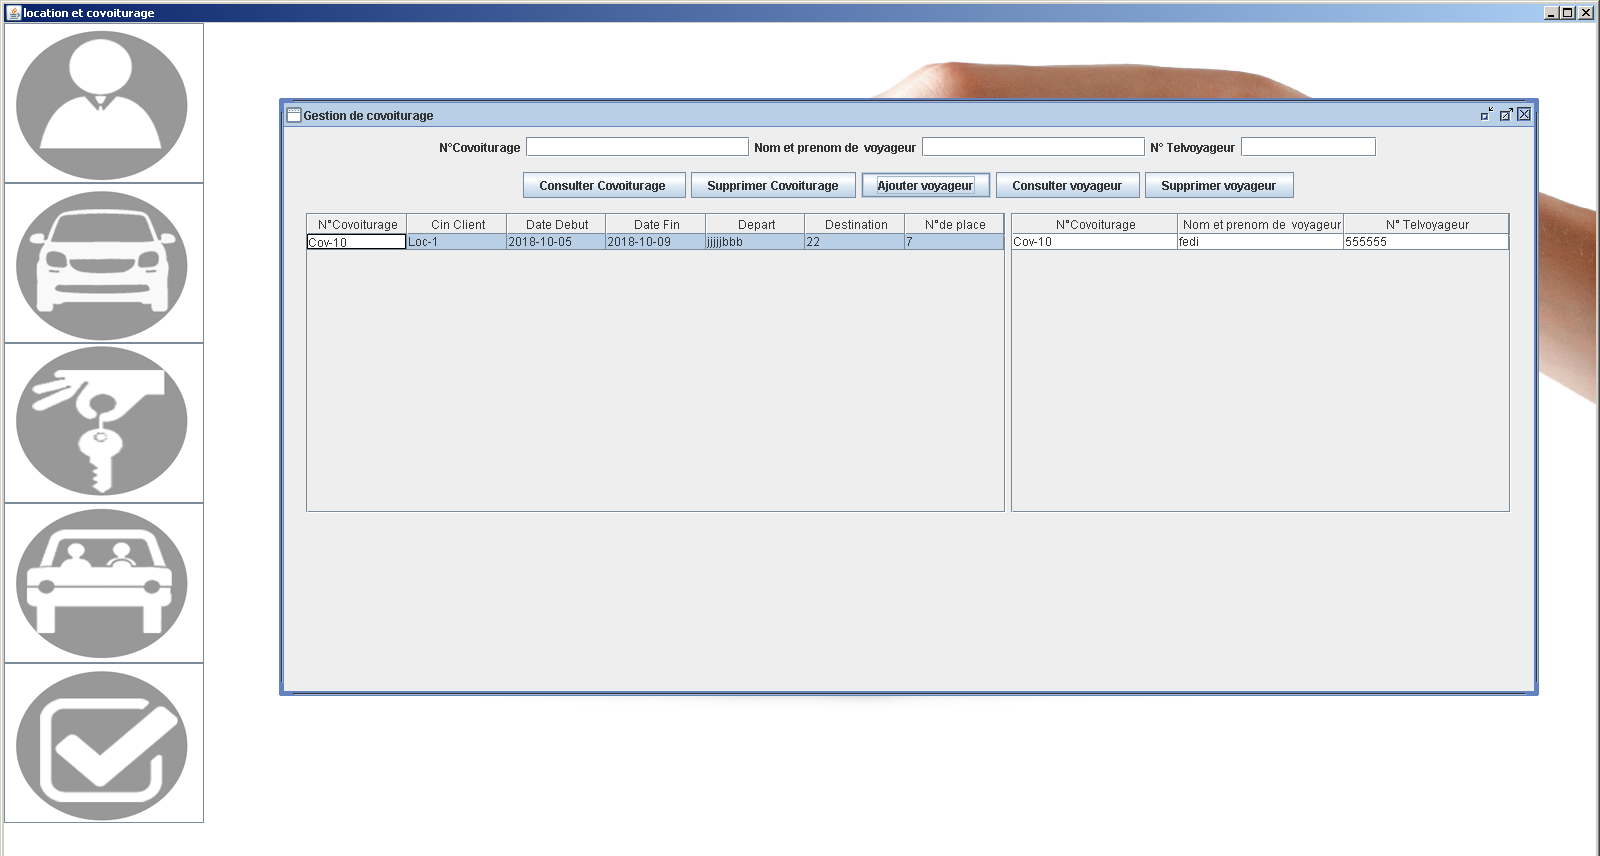 location et covoiturage
Gestion de covoiturage
N°Covoiturage Nom et prenom de voyageur N° Telvoyageur
Consulter Covoiturage Supprimer Covoiturage Ajouter voyageur Consulter voyageur Supprimer voyageur
N°Covoiturage Cin Client Date Debut Date Fin Depart Destination N°de place N°Covoiturage Nom et prenom de voyageur N° Telvoyageur
Cov-10 Loc-1 2018-10-05 2018-10-09 jjjjjbbb 22 7 Cov-10 fedi 555555